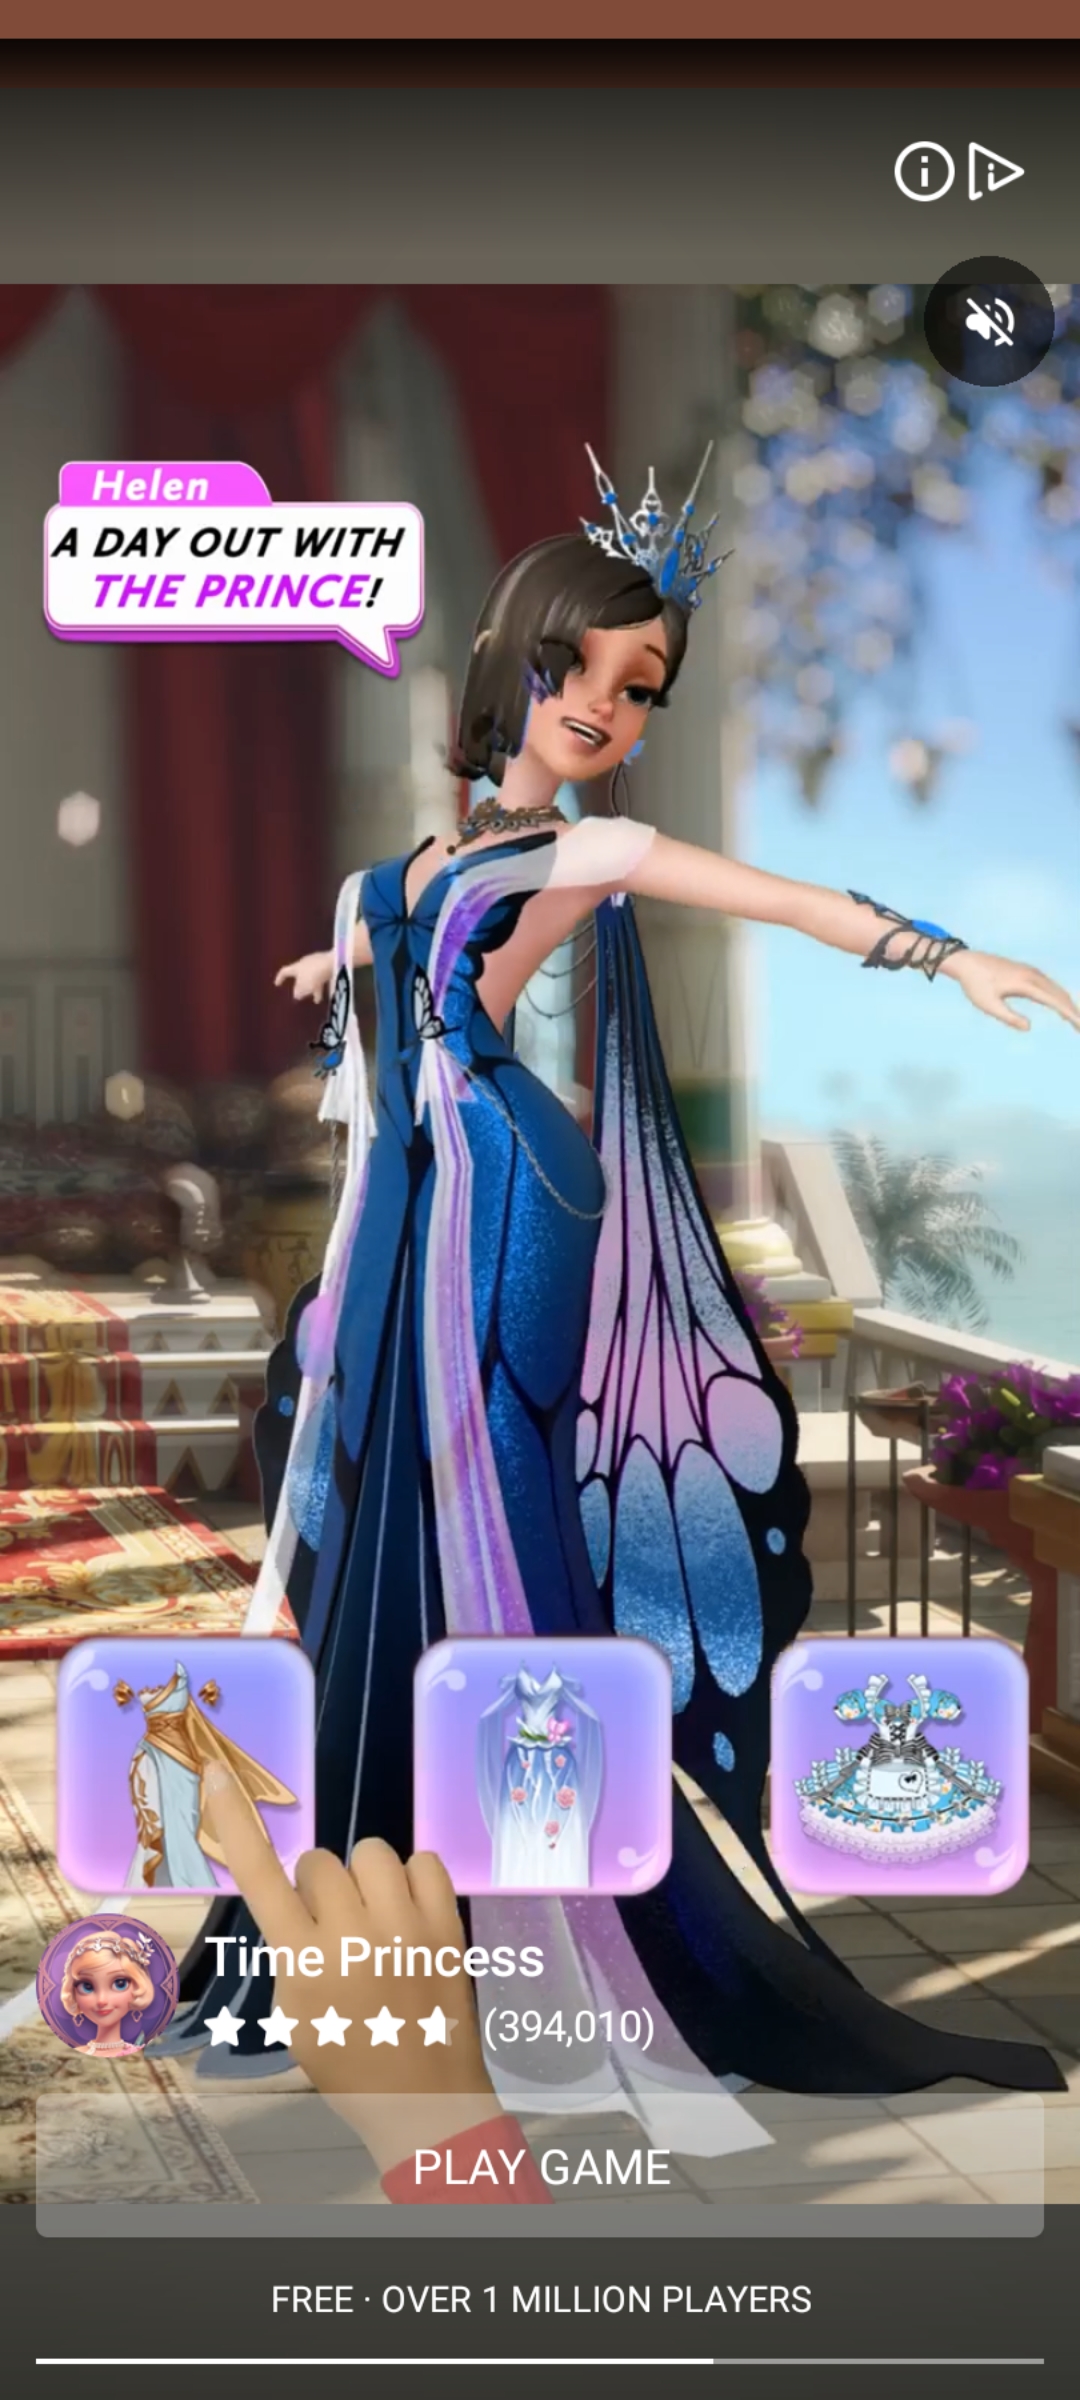 Helen
A DAY OUT WITH
THE PRINCE!
Time Princess
(394,010)
PLAY GAME
FREE · OVER 1 MILLION PLAYERS